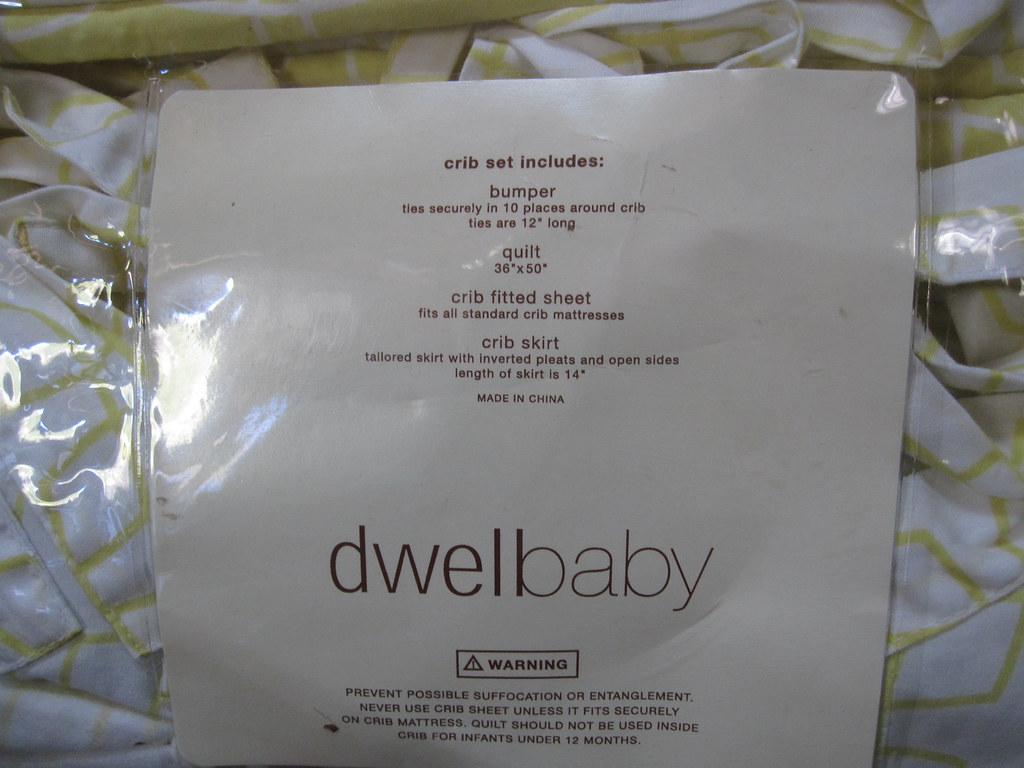 crib set includes:
bumper
ties securely in 10 places around crib
ties are 12" long
quilt
36"x50"
crib fitted sheet
fits all standard crib mattresses
crib skirt
tailored skirt with inverted pleats and open sides
length of skirt is 14"
MADE IN CHINA
dwellbaby
WARNING
PREVENT POSSIBLE SUFFOCATION OR ENTANGLEMENT.
NEVER USE CRIB SHEET UNLESS IT FITS SECURELY
ON CRIB MATTRESS. QUILT SHOULD NOT BE USED INSIDE
CRIB FOR INFANTS UNDER 12 MONTHS.